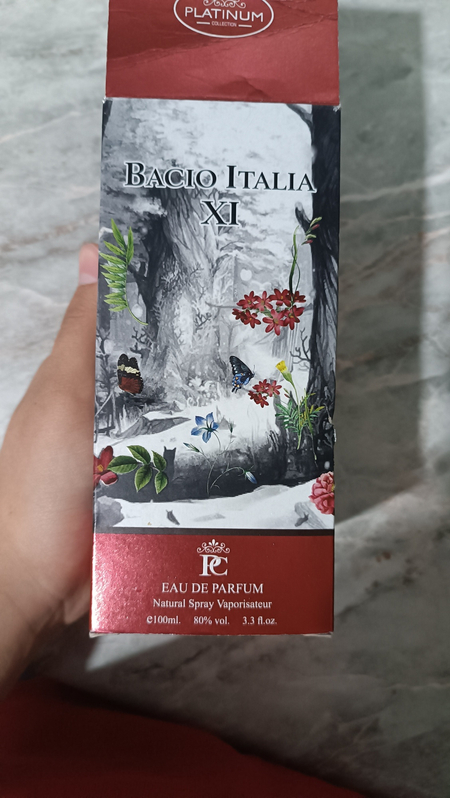 PLATINUM
COLLECTION
BACIO ITALIA
XI
PC
EAU DE PARFUM
Natural Spray Vaporisateur
℮100ml. 80% vol. 3.3 fl.oz.